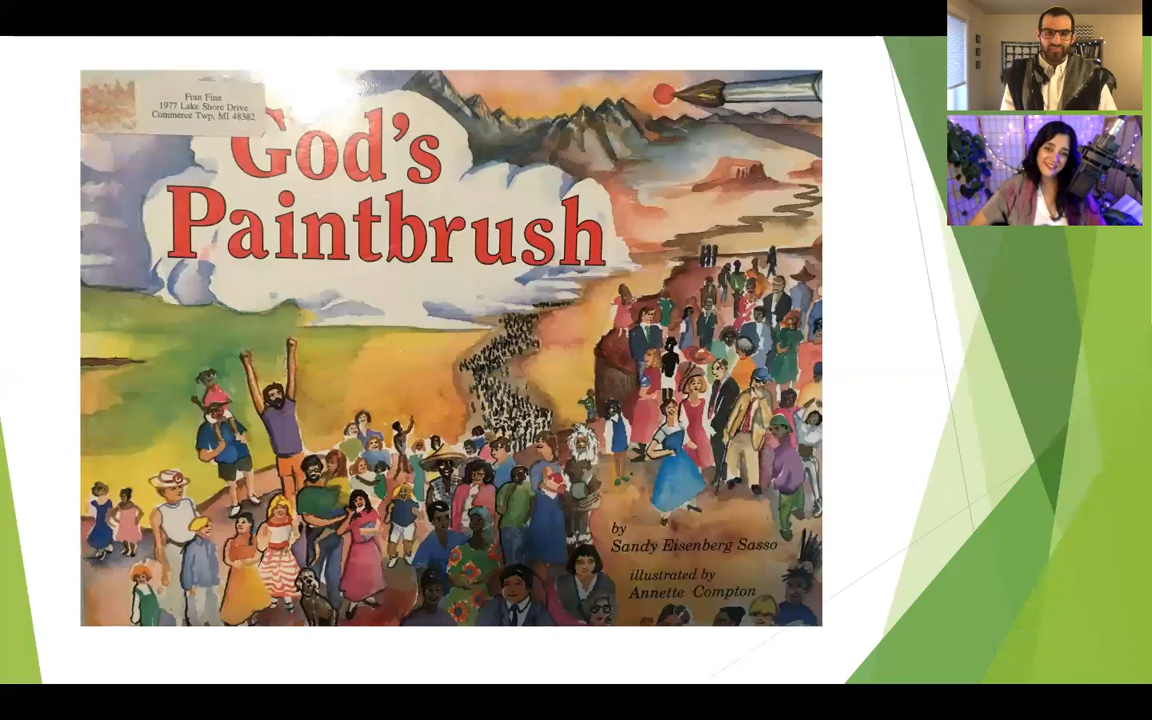 Fran Fine
1977 Lake Shore Drive
Commerce Twp, MI 48382
God's
Paintbrush
by
Sandy Eisenberg Sasso
illustrated by
Annette Compton